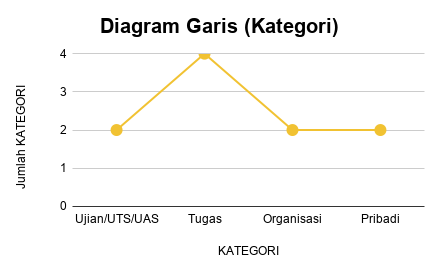 Diagram Garis (Kategori)
Jumlah KATEGORI
4
3
2
1
0
Ujian/UTS/UAS Tugas Organisasi Pribadi
KATEGORI